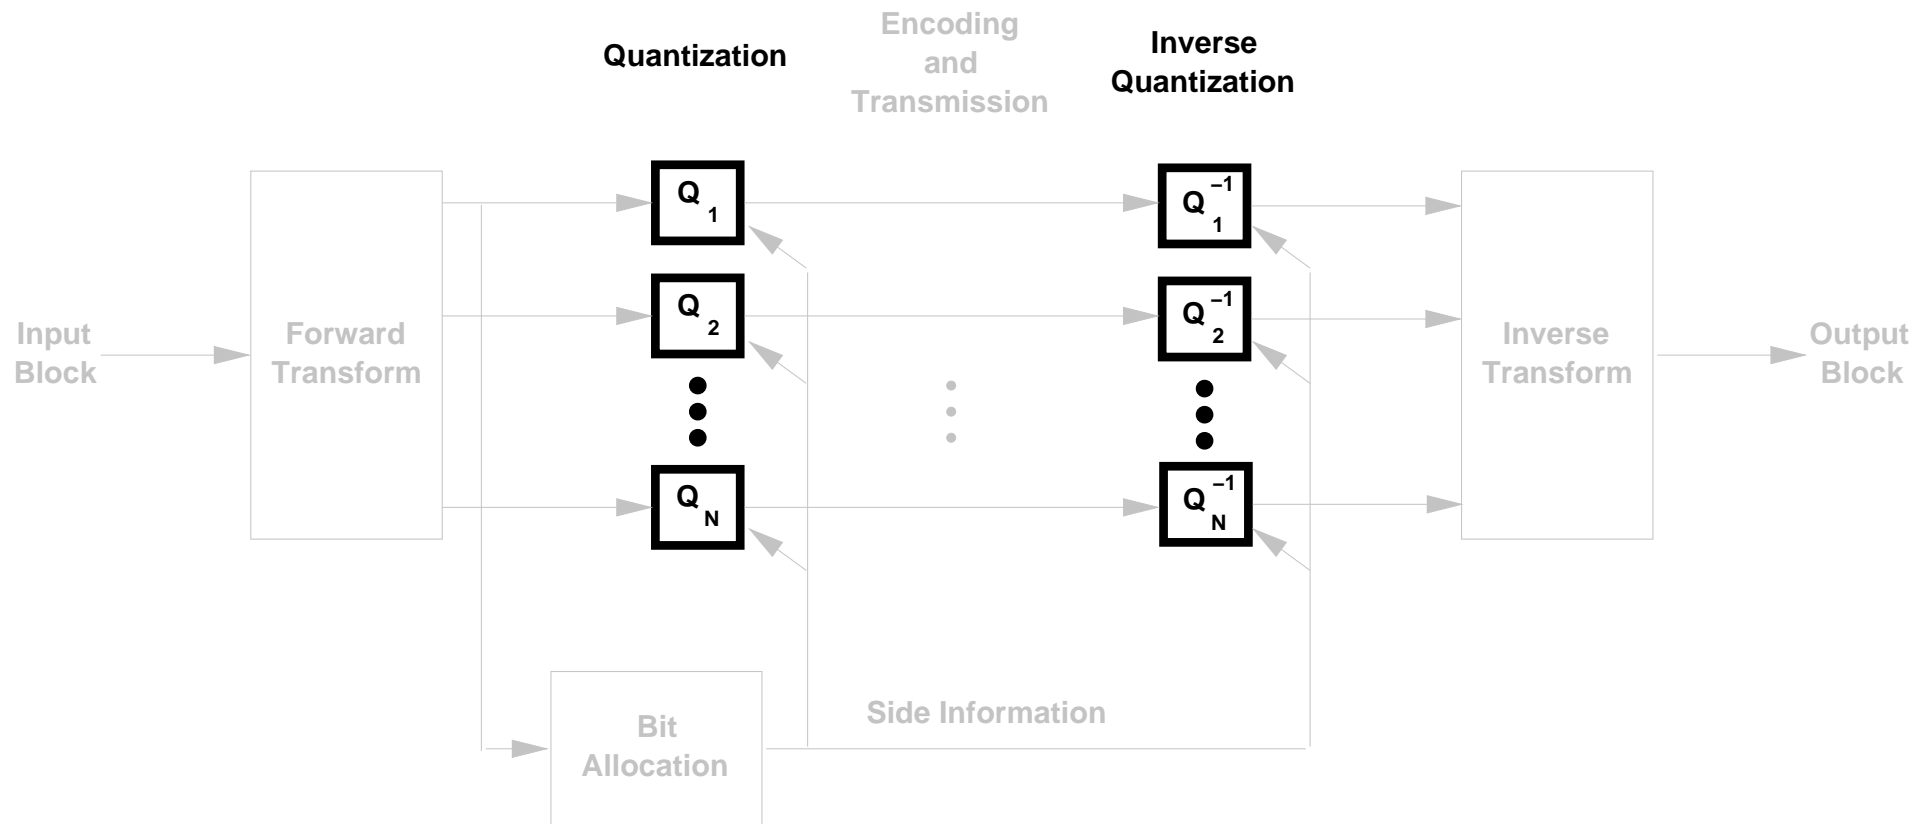 Encoding
and
Transmission
Quantization
Inverse
Quantization
Q 1
Q 1 –1
Q 2
Q 2 –1
Input
Block
Forward
Transform
Inverse
Transform
Output
Block
Q N
Q N –1
Side Information
Bit
Allocation